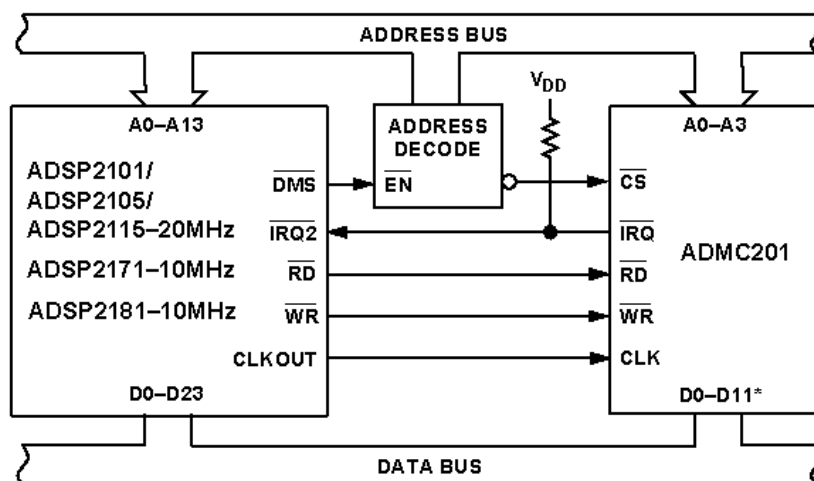 ADDRESS BUS
VDD
A0–A13
ADDRESS
DECODE
A0–A3
ADSP2101/
ADSP2105/
ADSP2115–20MHz
ADSP2171–10MHz
ADSP2181–10MHz
DMS
EN
CS
IRQ2
IRQ
RD
RD
WR
WR
CLKOUT
CLK
ADMC201
D0–D23
D0–D11*
DATA BUS